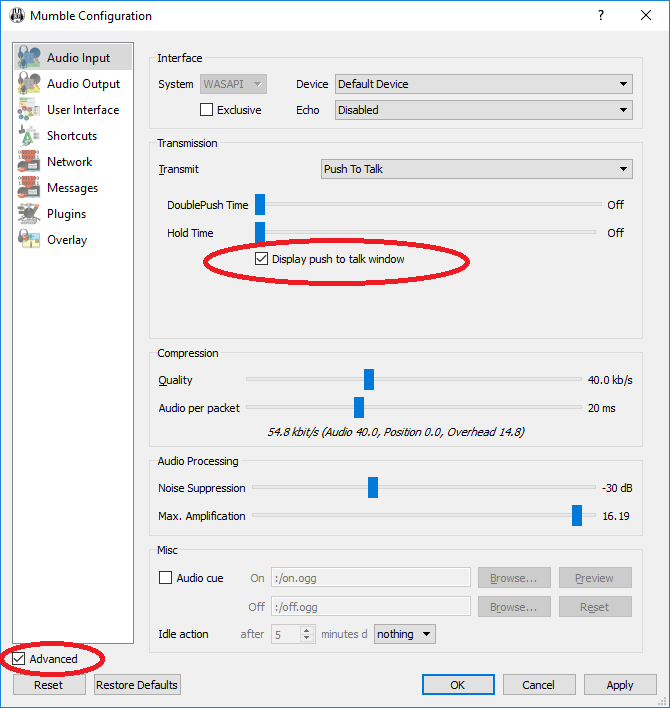 Mumble Configuration ?
Audio Input
Audio Output
User Interface
Shortcuts
Network
Messages
Plugins
Overlay
Interface
System WASAPI Device Default Device
Exclusive Echo Disabled
Transmission
Transmit Push To Talk
DoublePush Time Off
Hold Time Off
Display push to talk window
Compression
Quality 40.0 kb/s
Audio per packet 20 ms
54.8 kbit/s (Audio 40.0, Position 0.0, Overhead 14.8)
Audio Processing
Noise Suppression -30 dB
Max. Amplification 16.19
Misc
Audio cue On :/on.ogg Browse... Preview
Off :/off.ogg Browse... Reset
Idle action after 5 minutes d nothing
Advanced
Reset Restore Defaults OK Cancel Apply